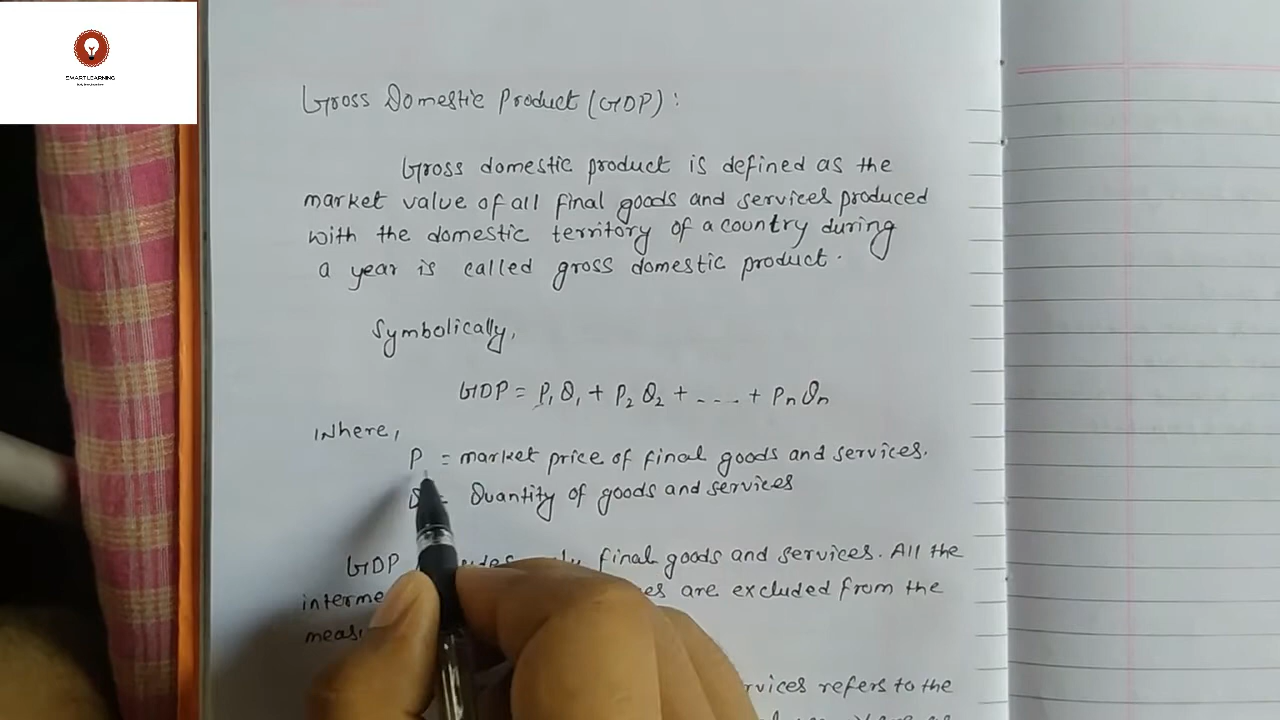 SMART LEARNING
Gross Domestic Product (GDP) :
Gross domestic product is defined as the
market value of all final goods and services produced
with the domestic territory of a country during
a year is called gross domestic product.
Symbolically,
GDP = P₁Q₁ + P₂Q₂ + ---- + PnQn
Where,
P = market price of final goods and services.
Q = Quantity of goods and services
GDP final goods and services. All the
are excluded from the
refers to the